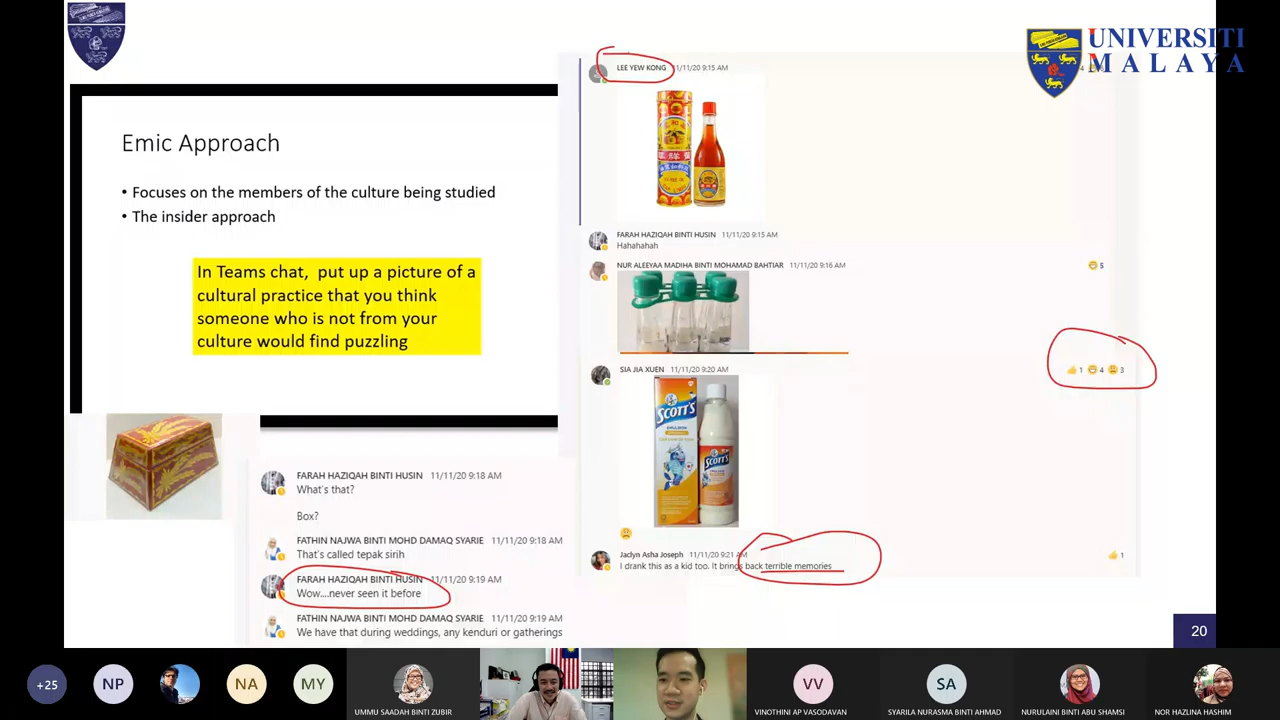 UNIVERSITI
MALAYA
Emic Approach
• Focuses on the members of the culture being studied
• The insider approach
In Teams chat, put up a picture of a
cultural practice that you think
someone who is not from your
culture would find puzzling
LEE YEW KONG 11/11/20 9:15 AM
FARAH HAZIQAH BINTI HUSIN 11/11/20 9:15 AM
Hahahahah
NUR ALEEYAA MADIHA BINTI MOHAMAD BAHTIAR 11/11/20 9:16 AM
5
SIA JIA XUEN 11/11/20 9:20 AM
1 4 3
SCOTT'S
EMULSION
SCOTT'S
Jaclyn Asha Joseph 11/11/20 9:21 AM
1
I drank this as a kid too. It brings back terrible memories
FARAH HAZIQAH BINTI HUSIN 11/11/20 9:18 AM
What's that?
Box?
FATHIN NAJWA BINTI MOHD DAMAQ SYARIE 11/11/20 9:18 AM
That's called tepak sirih
FARAH HAZIQAH BINTI HUSIN 11/11/20 9:19 AM
Wow....never seen it before
FATHIN NAJWA BINTI MOHD DAMAQ SYARIE 11/11/20 9:19 AM
We have that during weddings, any kenduri or gatherings
20
+25
NP
NA
MY
UMMU SAADAH BINTI ZUBIR
VV
VINOTHINI AP VASODAVAN
SA
SYARILA NURASMA BINTI AHMAD
NURULAINI BINTI ABU SHAMSI
NOR HAZLINA HASHIM